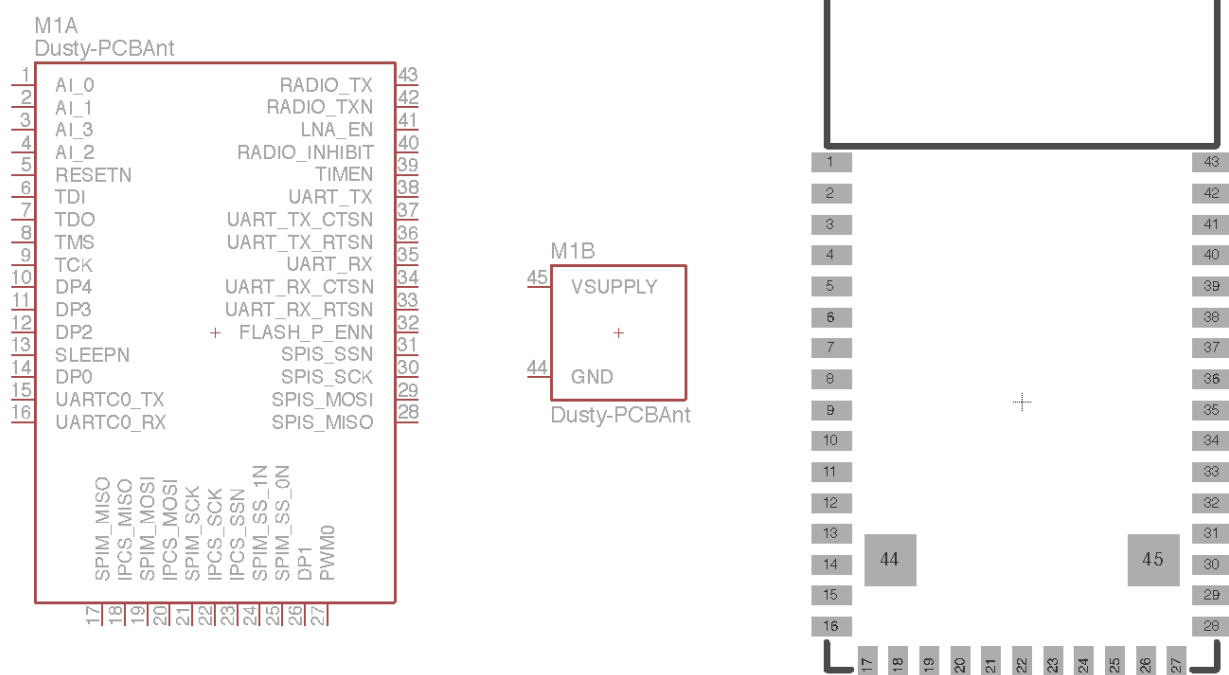 M1A
Dusty-PCBAnt
1 AI_0 RADIO_TX 43
2 AI_1 RADIO_TXN 42
3 AI_3 LNA_EN 41
4 AI_2 RADIO_INHIBIT 40
5 RESETN TIMEN 39
6 TDI UART_TX 38
7 TDO UART_TX_CTSN 37
8 TMS UART_TX_RTSN 36
9 TCK UART_RX 35
10 DP4 UART_RX_CTSN 34
11 DP3 UART_RX_RTSN 33
12 DP2 FLASH_P_ENN 32
13 SLEEPN SPIS_SSN 31
14 DP0 SPIS_SCK 30
15 UARTC0_TX SPIS_MOSI 29
16 UARTC0_RX SPIS_MISO 28
17 SPIM_MISO
18 IPCS_MISO
19 SPIM_MOSI
20 IPCS_MOSI
21 SPIM_SCK
22 IPCS_SCK
23 IPCS_SSN
24 SPIM_SS_1N
25 SPIM_SS_0N
26 DP1
27 PWM0
M1B
45 VSUPPLY
44 GND
Dusty-PCBAnt
1 43
2 42
3 41
4 40
5 39
6 38
7 37
8 36
9 35
10 34
11 33
12 32
13 31
44 45
14 30
15 29
16 28
17 18 19 20 21 22 23 24 25 26 27